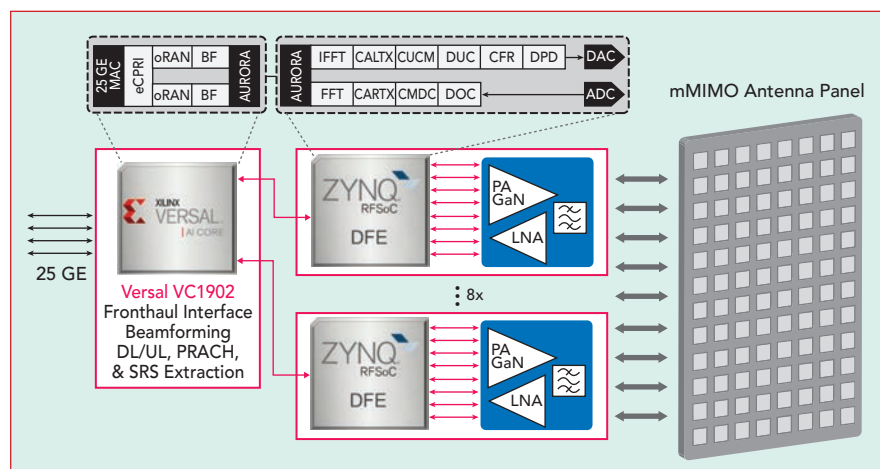 25 GE
MAC
eCPRI
oRAN
BF
oRAN
BF
AURORA
AURORA
IFFT
CALTX
CUCM
DUC
CFR
DPD
DAC
FFT
CARTX
CMDC
DOC
ADC
mMIMO Antenna Panel
XILINX
VERSAL
AI CORE
25 GE
Versal VC1902
Fronthaul Interface
Beamforming
DL/UL, PRACH,
& SRS Extraction
ZYNQ
RFSoC
DFE
PA
GaN
LNA
8x
ZYNQ
RFSoC
DFE
PA
GaN
LNA